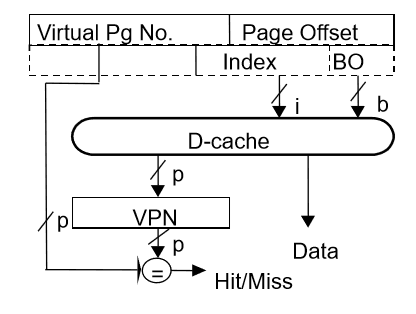 Virtual Pg No. Page Offset
Index BO
i b
D-cache
p
p VPN
p
Data
= Hit/Miss